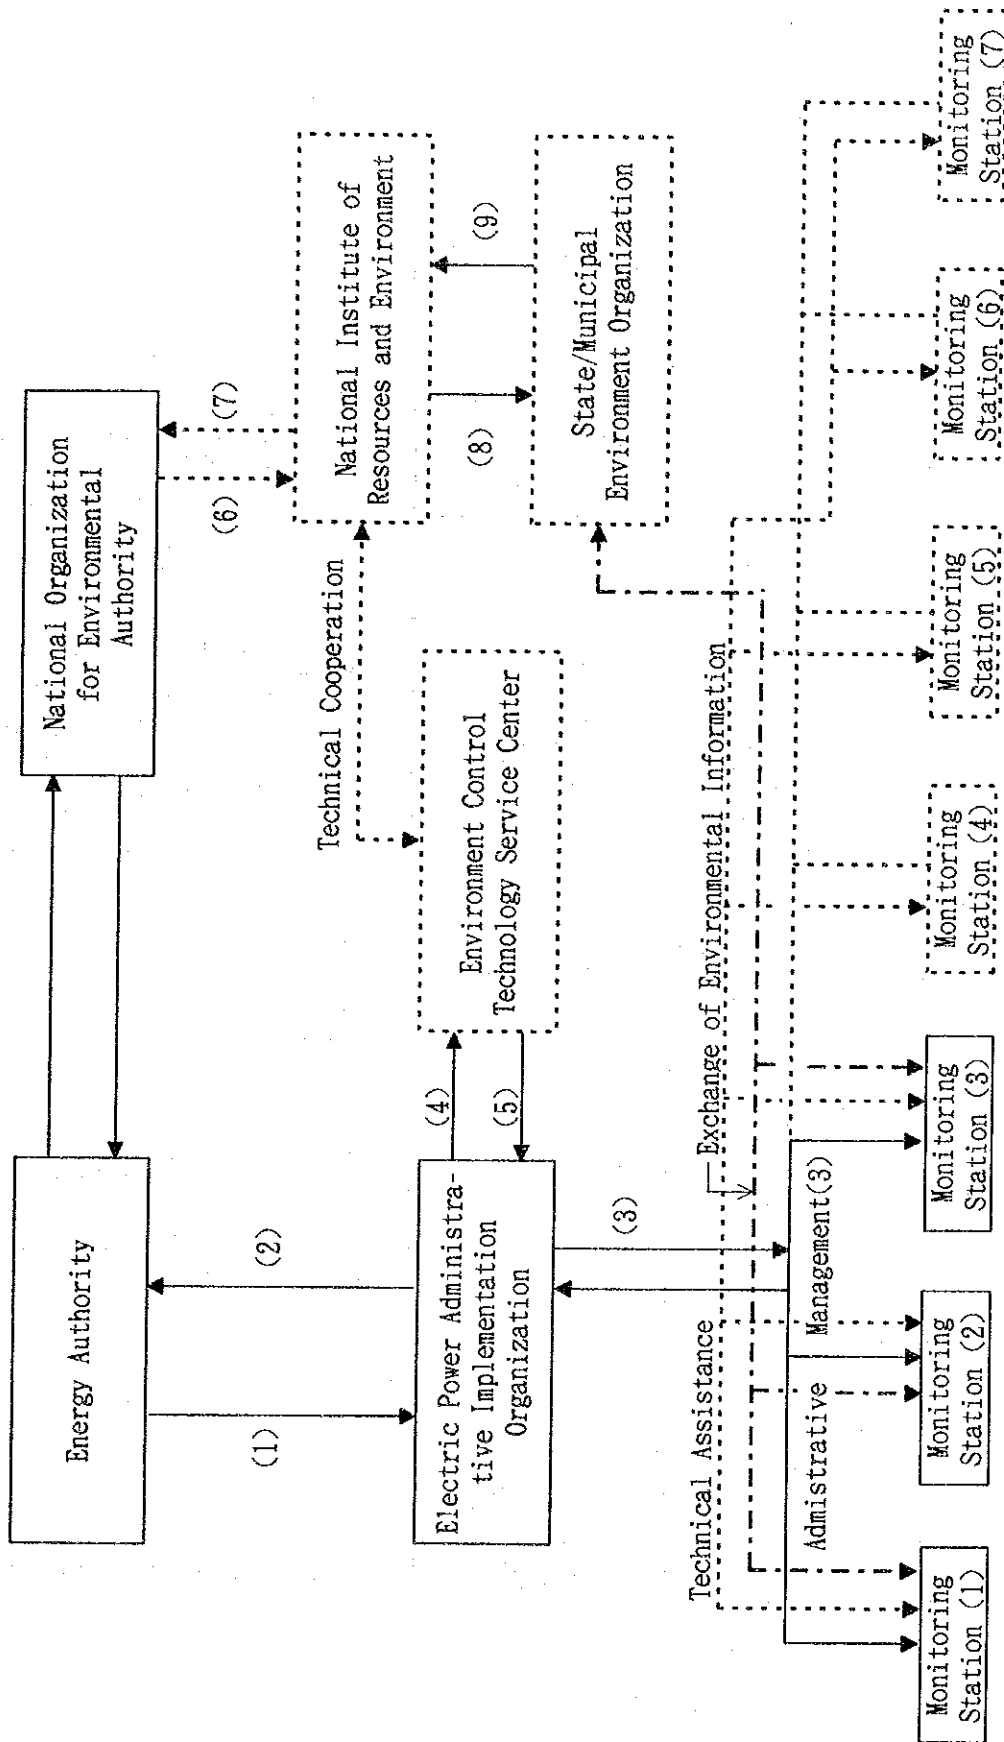 Energy Authority
National Organization
for Environmental
Authority
(1)
(2)
(6)
(7)
Technical Cooperation
National Institute of
Resources and Environment
Electric Power Administra-
tive Implementation
Organization
(4)
(5)
Environment Control
Technology Service Center
(8)
(9)
State/Municipal
Environment Organization
(3)
Technical Assistance
Exchange of Environmental Information
Admistrative Management(3)
Monitoring
Station (1)
Monitoring
Station (2)
Monitoring
Station (3)
Monitoring
Station (4)
Monitoring
Station (5)
Monitoring
Station (6)
Monitoring
Station (7)